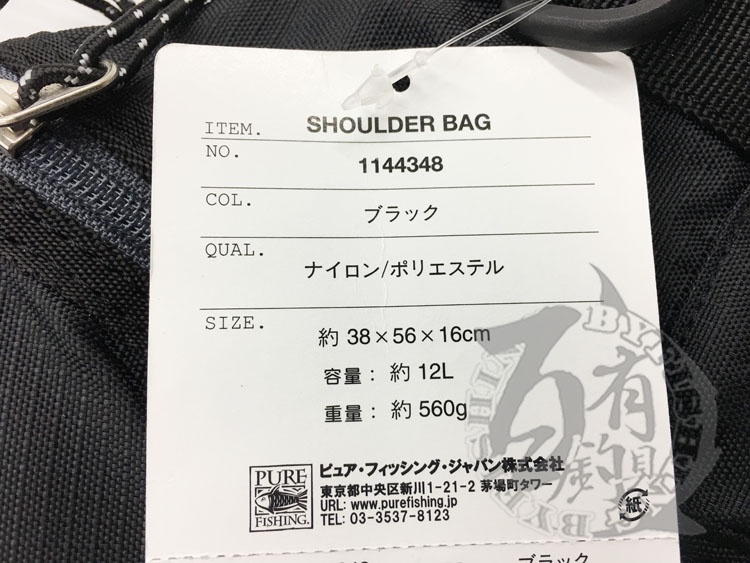 ITEM. SHOULDER BAG
NO. 1144348
COL. ブラック
QUAL. ナイロン/ポリエステル
SIZE. 約 38×56×16cm
容量：約 12L
重量：約 560g
PURE FISHING.
ピュア・フィッシング・ジャパン株式会社
東京都中央区新川1-21-2 茅場町タワー
URL: www.purefishing.jp
TEL: 03-3537-8123
紙
ブラック